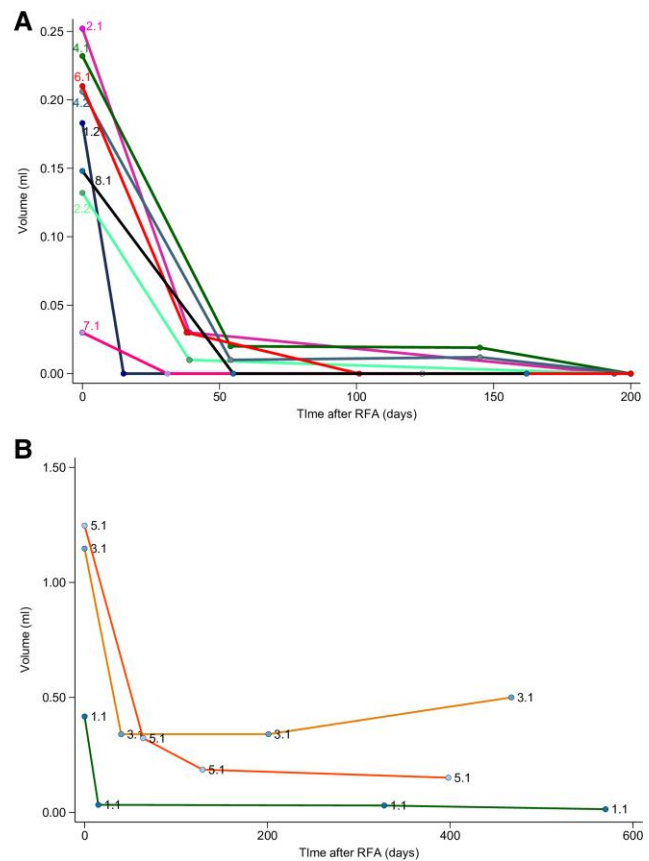 A
0.25
2.1
4.1
6.1
0.20
4.2
1.2
0.15
8.1
2.2
Volume (ml)
0.10
0.05
7.1
0.00
0 50 100 150 200
TIme after RFA (days)
B
1.50
5.1
3.1
1.00
Volume (ml)
0.50
3.1
1.1
3.1 5.1 3.1
5.1 5.1
1.1 1.1 1.1
0.00
0 200 400 600
TIme after RFA (days)